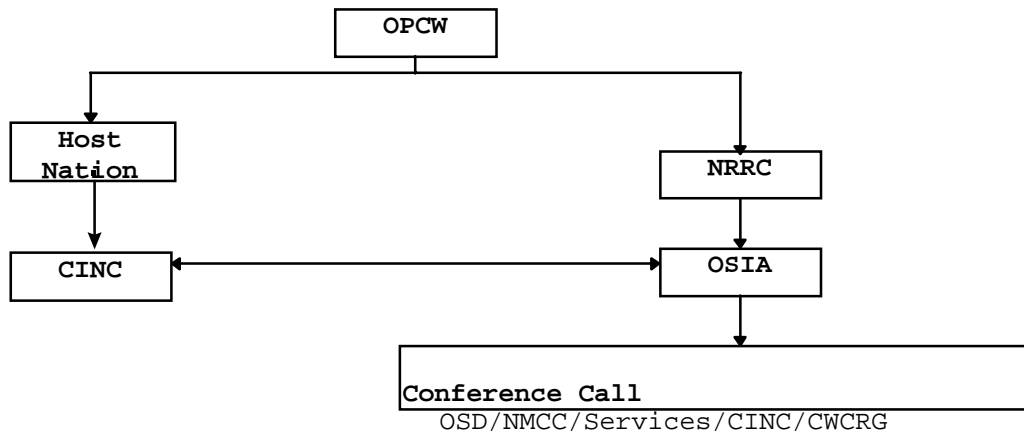 OPCW
Host
Nation
NRRC
CINC
OSIA
Conference Call
OSD/NMCC/Services/CINC/CWCRG